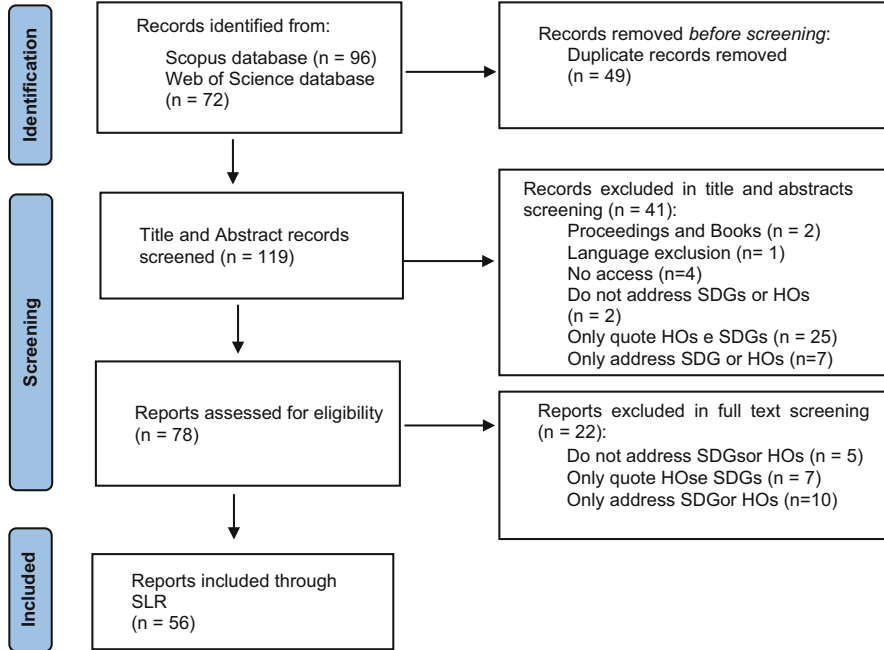 Identification
Records identified from:
Scopus database (n = 96)
Web of Science database
(n = 72)
Records removed before screening:
Duplicate records removed
(n = 49)
Screening
Title and Abstract records
screened (n = 119)
Records excluded in title and abstracts
screening (n = 41):
Proceedings and Books (n = 2)
Language exclusion (n= 1)
No access (n=4)
Do not address SDGs or HOs
(n = 2)
Only quote HOs e SDGs (n = 25)
Only address SDG or HOs (n=7)
Reports assessed for eligibility
(n = 78)
Reports excluded in full text screening
(n = 22):
Do not address SDGsor HOs (n = 5)
Only quote HOse SDGs (n = 7)
Only address SDGor HOs (n=10)
Included
Reports included through
SLR
(n = 56)